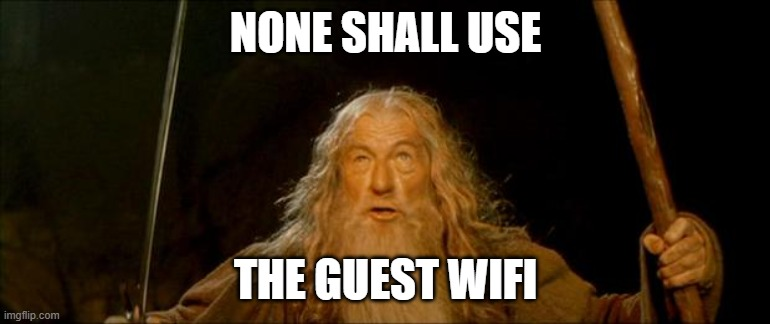 NONE SHALL USE
THE GUEST WIFI
imgflip.com